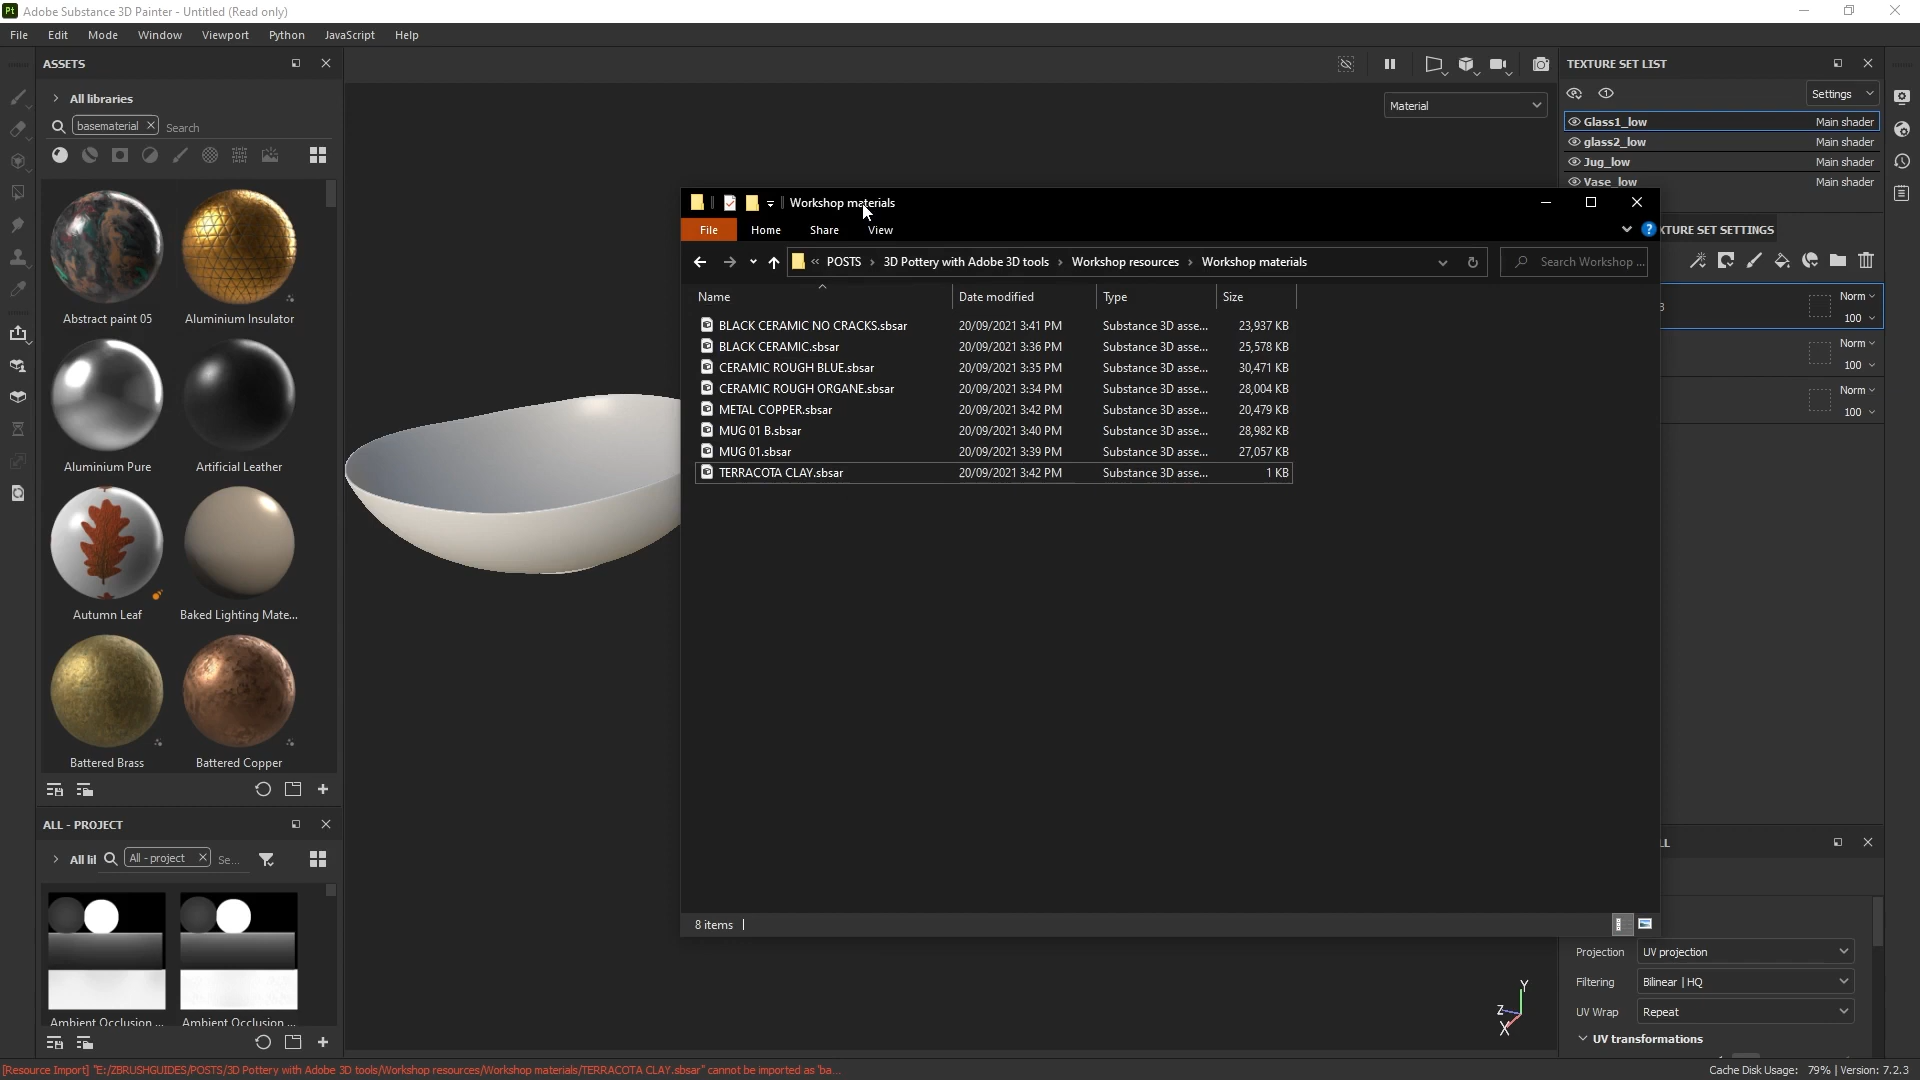 Pt Adobe Substance 3D Painter - Untitled (Read only)
File Edit Mode Window Viewport Python JavaScript Help
ASSETS
All libraries
basematerial Search
Abstract paint 05 Aluminium Insulator
Aluminium Pure Artificial Leather
Autumn Leaf Baked Lighting Mate...
Battered Brass Battered Copper
ALL - PROJECT
All lil All - project Se...
Ambient Occlusion ... Ambient Occlusion ...
Material
Workshop materials
File Home Share View
« POSTS › 3D Pottery with Adobe 3D tools › Workshop resources › Workshop materials
Search Workshop ...
Name Date modified Type Size
BLACK CERAMIC NO CRACKS.sbsar 20/09/2021 3:41 PM Substance 3D asse... 23,937 KB
BLACK CERAMIC.sbsar 20/09/2021 3:36 PM Substance 3D asse... 25,578 KB
CERAMIC ROUGH BLUE.sbsar 20/09/2021 3:35 PM Substance 3D asse... 30,471 KB
CERAMIC ROUGH ORGANE.sbsar 20/09/2021 3:34 PM Substance 3D asse... 28,004 KB
METAL COPPER.sbsar 20/09/2021 3:42 PM Substance 3D asse... 20,479 KB
MUG 01 B.sbsar 20/09/2021 3:40 PM Substance 3D asse... 28,982 KB
MUG 01.sbsar 20/09/2021 3:39 PM Substance 3D asse... 27,057 KB
TERRACOTA CLAY.sbsar 20/09/2021 3:42 PM Substance 3D asse... 1 KB
8 items
Y
Z
X
TEXTURE SET LIST
Settings
Glass1_low Main shader
glass2_low Main shader
Jug_low Main shader
Vase_low Main shader
XTURE SET SETTINGS
3 Norm
100
Norm
100
Norm
100
LL
Projection UV projection
Filtering Bilinear | HQ
UV Wrap Repeat
UV transformations
[Resource Import] "E:/ZBRUSHGUIDES/POSTS/3D Pottery with Adobe 3D tools/Workshop resources/Workshop materials/TERRACOTA CLAY.sbsar" cannot be imported as 'ba...
Cache Disk Usage: 79% | Version: 7.2.3